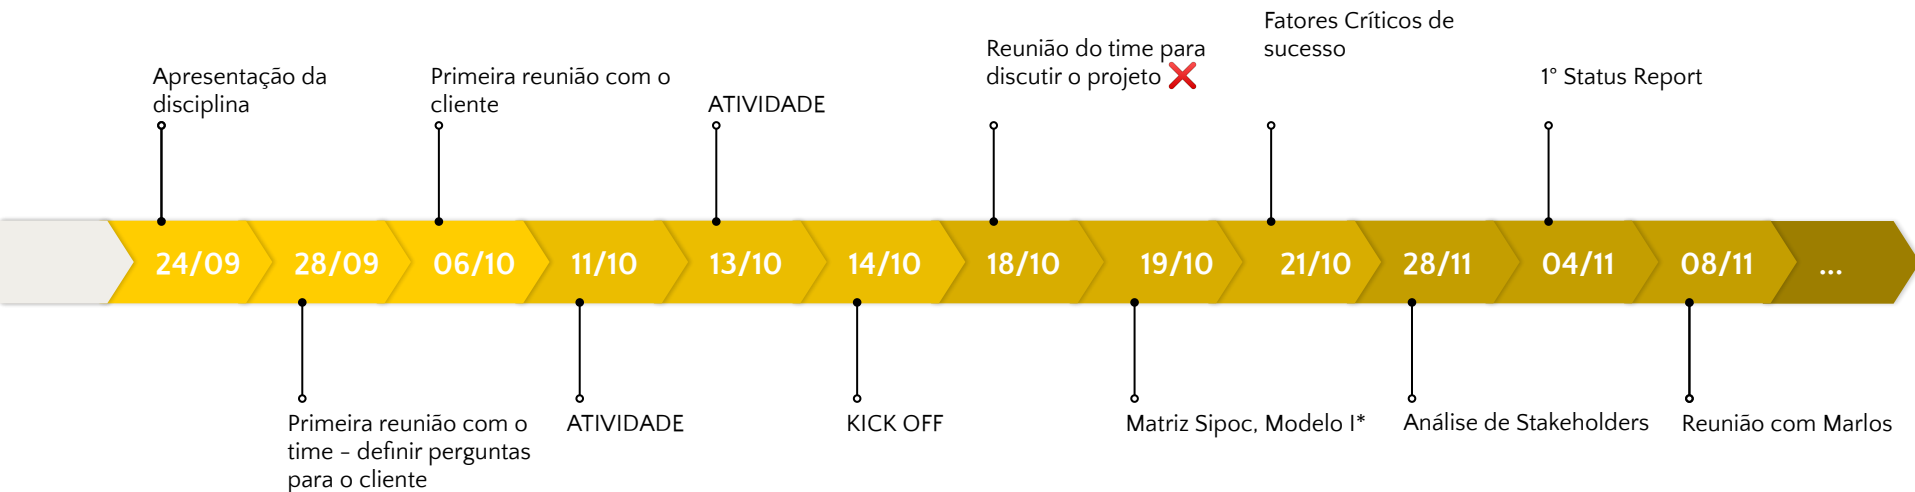 Fatores Críticos de
sucesso
Reunião do time para
discutir o projeto ❌
Apresentação da
disciplina
Primeira reunião com o
cliente
1° Status Report
ATIVIDADE
24/09
28/09
06/10
11/10
13/10
14/10
18/10
19/10
21/10
28/11
04/11
08/11
...
Primeira reunião com o
time - definir perguntas
para o cliente
ATIVIDADE
KICK OFF
Matriz Sipoc, Modelo I*
Análise de Stakeholders
Reunião com Marlos